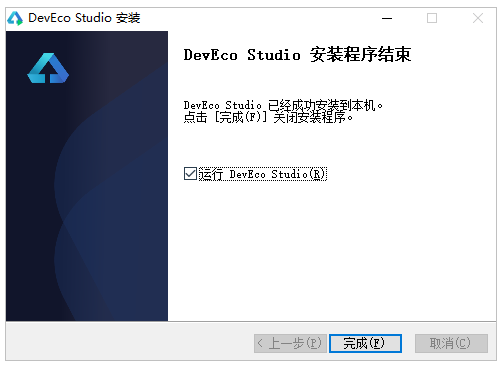 DevEco Studio 安装
DevEco Studio 安装程序结束
DevEco Studio 已经成功安装到本机。
点击 [完成(F)] 关闭安装程序。
运行 DevEco Studio(R)
< 上一步(P)
完成(F)
取消(C)